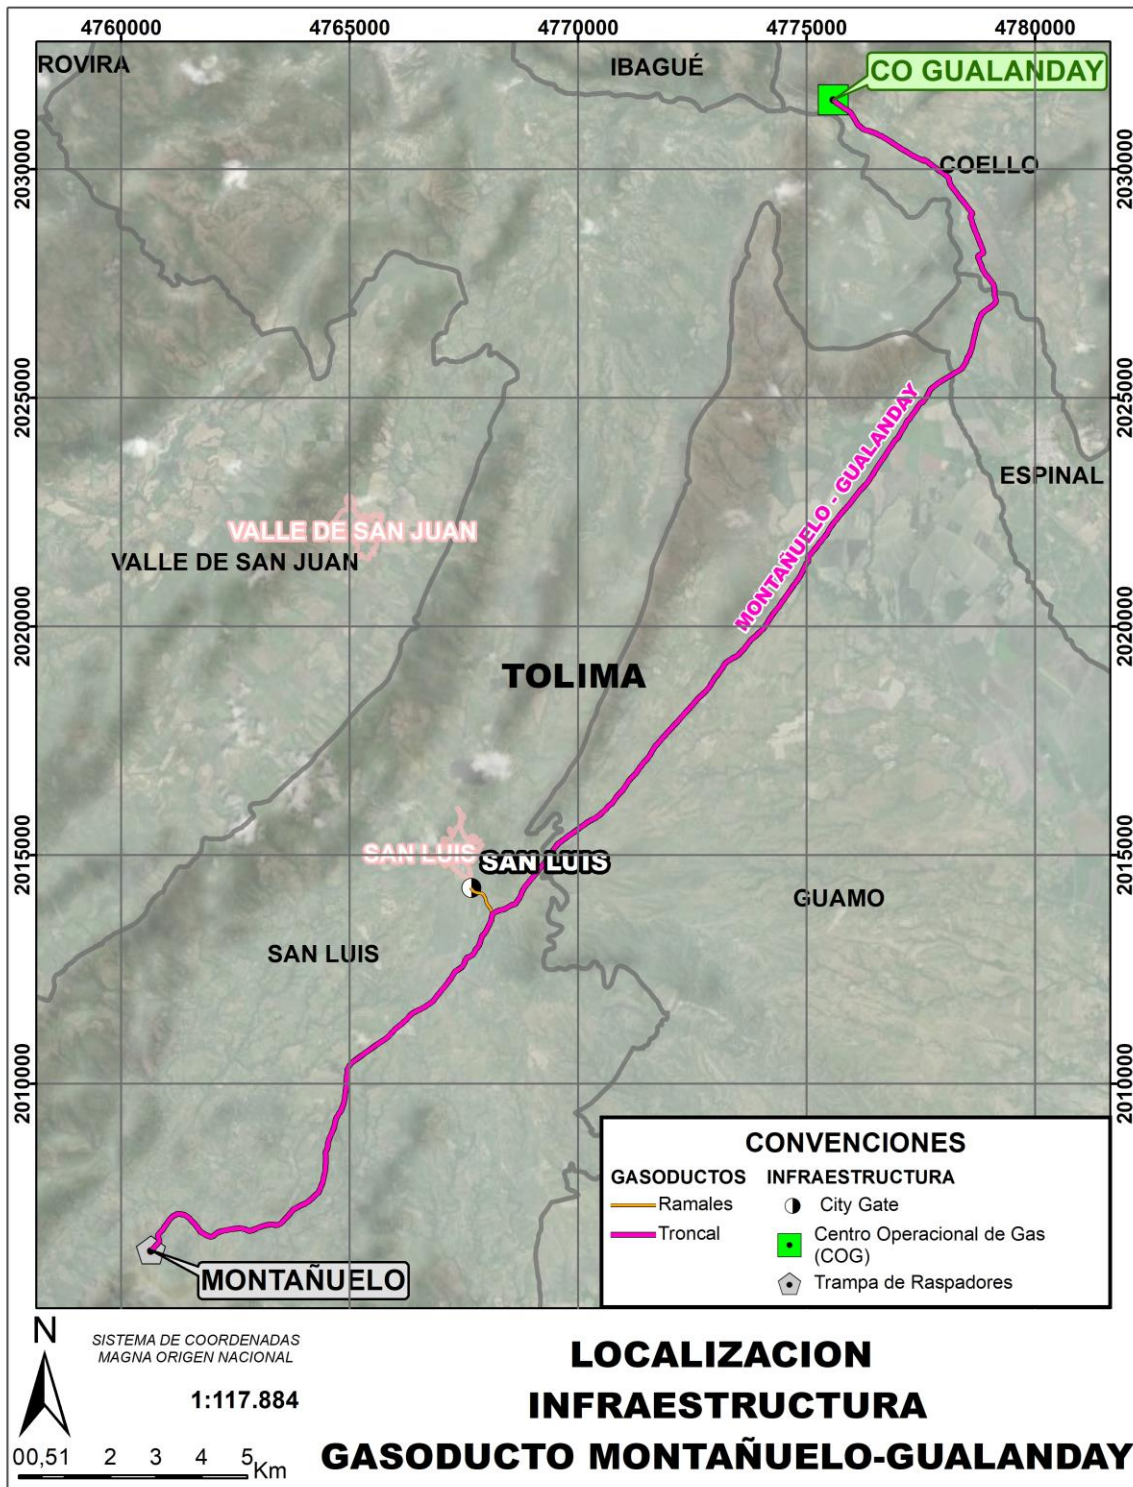 4760000 4765000 4770000 4775000 4780000
ROVIRA
IBAGUÉ
CO GUALANDAY
2030000
COELLO
2030000
2025000
2025000
MONTAÑUELO - GUALANDAY
ESPINAL
VALLE DE SAN JUAN
VALLE DE SAN JUAN
2020000
2020000
TOLIMA
2015000
SAN LUIS
SAN LUIS
2015000
GUAMO
SAN LUIS
2010000
2010000
MONTAÑUELO
CONVENCIONES
GASODUCTOS
Ramales
Troncal
INFRAESTRUCTURA
City Gate
Centro Operacional de Gas
(COG)
Trampa de Raspadores
N
SISTEMA DE COORDENADAS
MAGNA ORIGEN NACIONAL
1:117.884
00,51 2 3 4 5 Km
LOCALIZACION
INFRAESTRUCTURA
GASODUCTO MONTAÑUELO-GUALANDAY